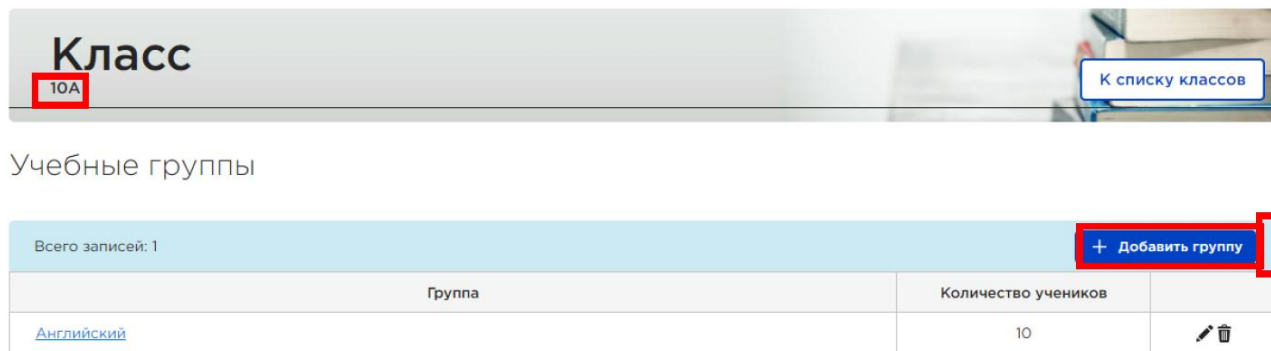 Класс
10А
К списку классов
Учебные группы
Всего записей: 1
+ Добавить группу
Группа Количество учеников
Английский 10